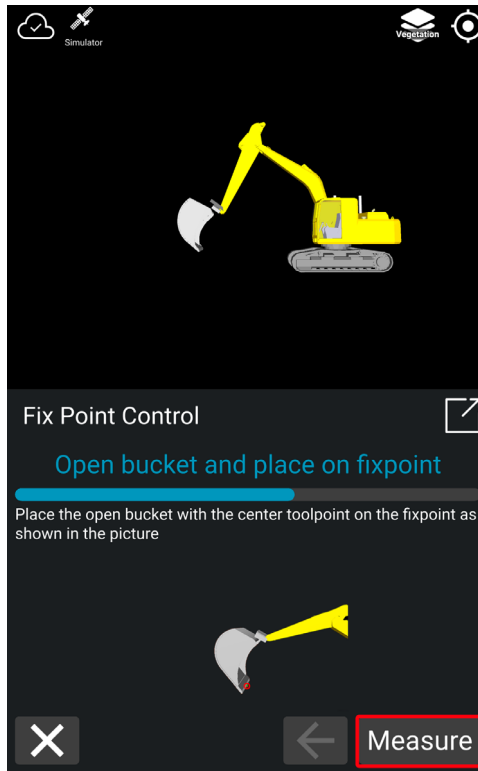 Simulator
Vegetation
Fix Point Control
Open bucket and place on fixpoint
Place the open bucket with the center toolpoint on the fixpoint as
shown in the picture
Measure